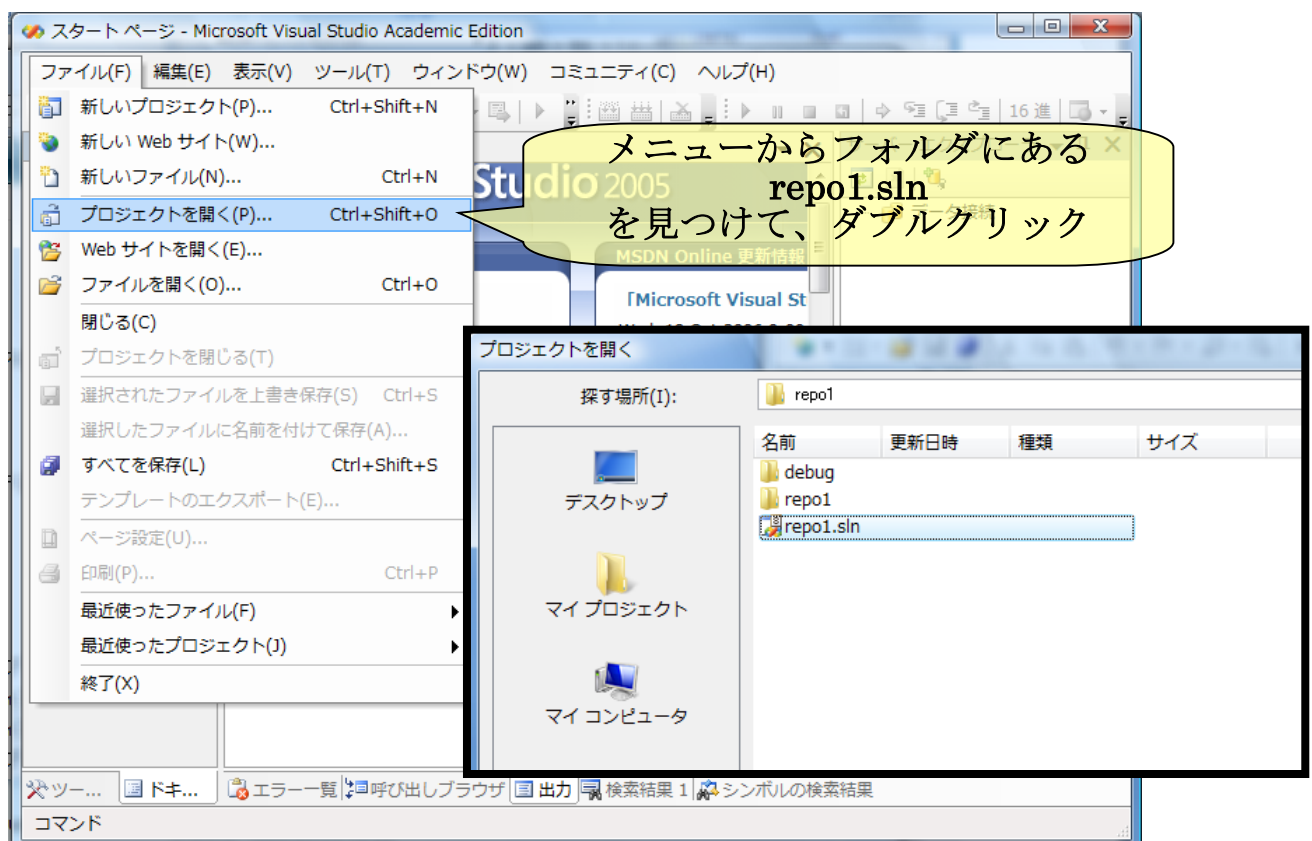 スタート ページ - Microsoft Visual Studio Academic Edition
ファイル(F) 編集(E) 表示(V) ツール(T) ウィンドウ(W) コミュニティ(C) ヘルプ(H)
新しいプロジェクト(P)... Ctrl+Shift+N
16 進
新しい Web サイト(W)...
新しいファイル(N)... Ctrl+N
Studio 2005
メニューからフォルダにある
repo1.sln
を見つけて、ダブルクリック
データ接続
プロジェクトを開く(P)... Ctrl+Shift+O
Web サイトを開く(E)...
MSDN Online 更新情報
ファイルを開く(O)... Ctrl+O
「Microsoft Visual St
閉じる(C)
プロジェクトを閉じる(T)
選択されたファイルを上書き保存(S) Ctrl+S
選択したファイルに名前を付けて保存(A)...
すべてを保存(L) Ctrl+Shift+S
テンプレートのエクスポート(E)...
ページ設定(U)...
印刷(P)... Ctrl+P
最近使ったファイル(F)
最近使ったプロジェクト(J)
終了(X)
プロジェクトを開く
探す場所(I): repo1
名前 更新日時 種類 サイズ
debug
repo1
repo1.sln
デスクトップ
マイ プロジェクト
マイ コンピュータ
ツー... ドキ... エラー一覧 呼び出しブラウザ 出力 検索結果 1 シンボルの検索結果
コマンド